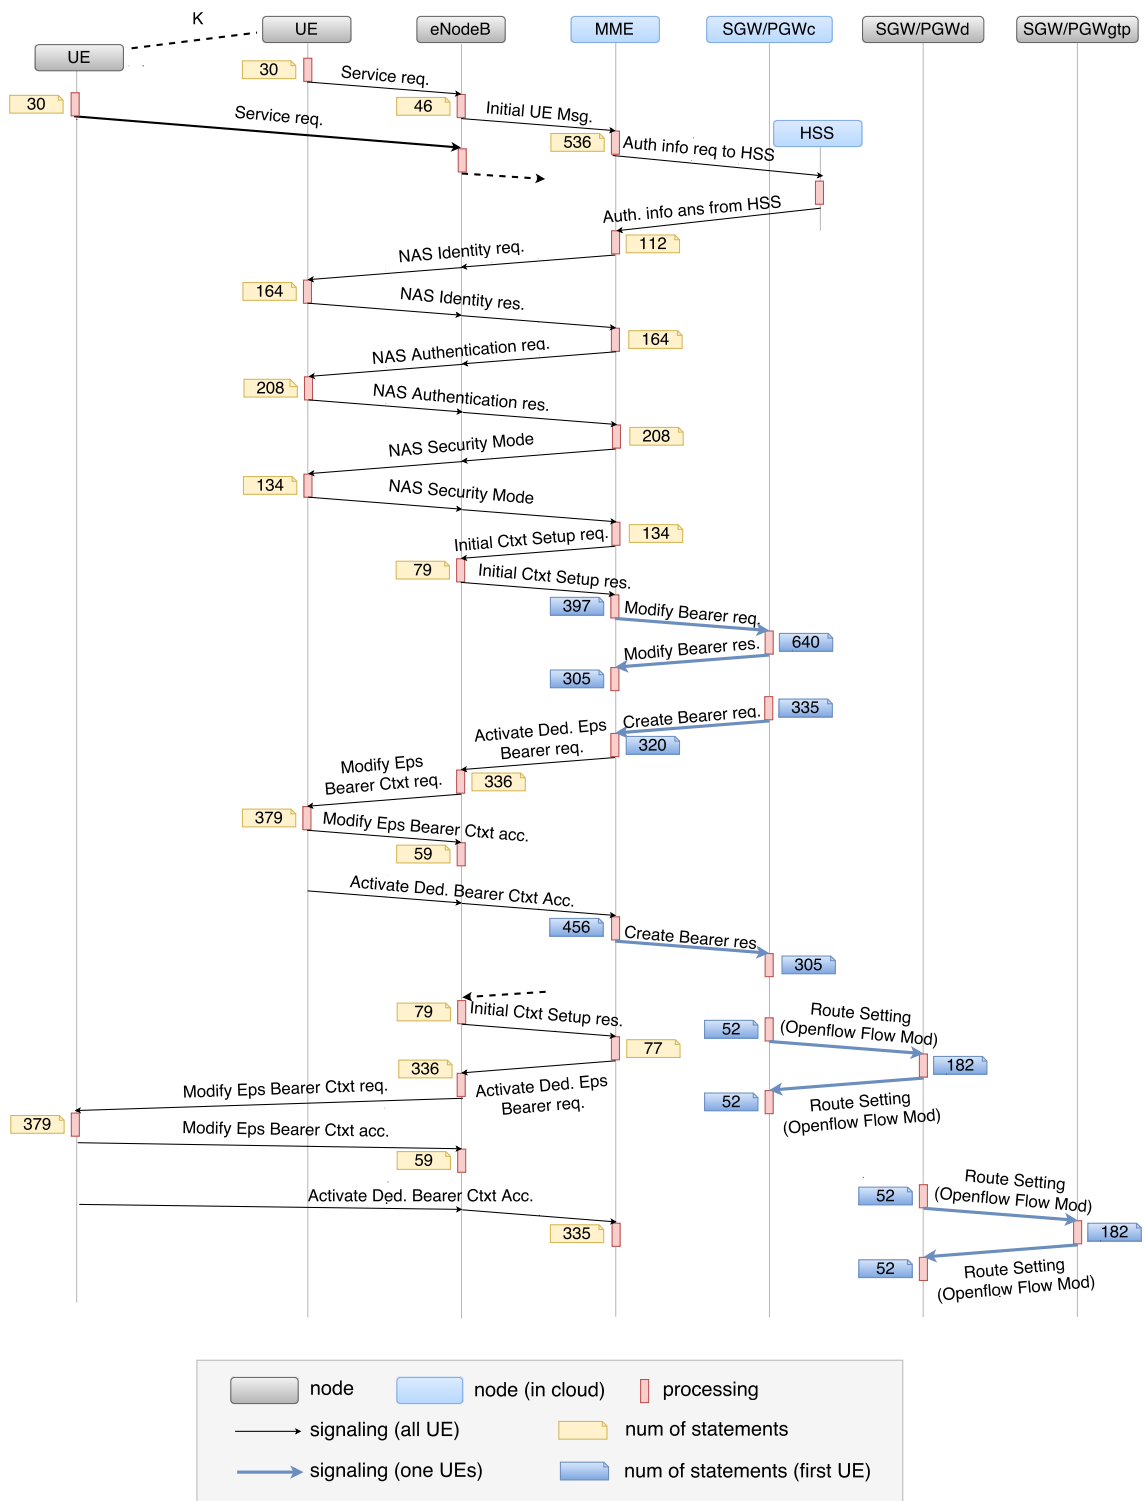 K
UE
eNodeB
MME
SGW/PGWc
SGW/PGWd
SGW/PGWgtp
UE
30
Service req.
30
46
Initial UE Msg.
HSS
Service req.
536
Auth info req to HSS
Auth. info ans from HSS
112
NAS Identity req.
164
NAS Identity res.
164
NAS Authentication req.
208
NAS Authentication res.
208
NAS Security Mode
134
NAS Security Mode
134
Initial Ctxt Setup req.
79
Initial Ctxt Setup res.
397
Modify Bearer req.
640
Modify Bearer res.
305
335
Create Bearer req.
320
Activate Ded. Eps
Bearer req.
336
Modify Eps
Bearer Ctxt req.
379
Modify Eps Bearer Ctxt acc.
59
Activate Ded. Bearer Ctxt Acc.
456
Create Bearer res
305
79
Initial Ctxt Setup res.
77
52
Route Setting
(Openflow Flow Mod)
182
336
Activate Ded. Eps
Bearer req.
52
Route Setting
(Openflow Flow Mod)
Modify Eps Bearer Ctxt req.
379
Modify Eps Bearer Ctxt acc.
59
Activate Ded. Bearer Ctxt Acc.
335
52
Route Setting
(Openflow Flow Mod)
182
52
Route Setting
(Openflow Flow Mod)
node
node (in cloud)
processing
signaling (all UE)
num of statements
signaling (one UEs)
num of statements (first UE)